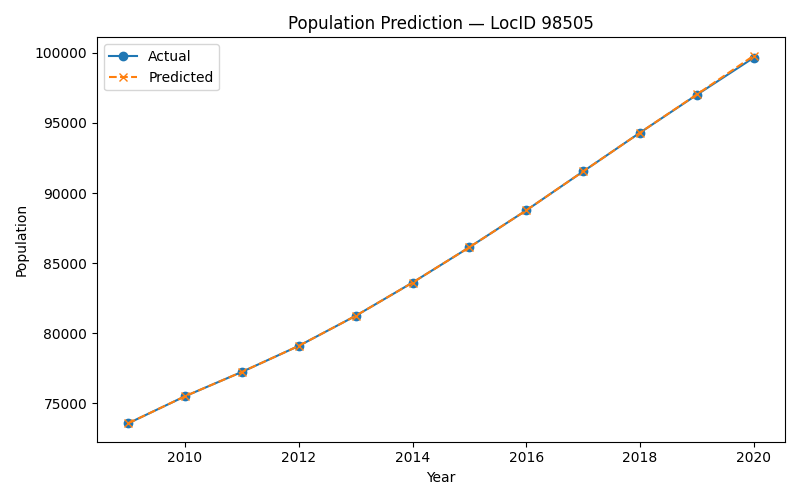 Population Prediction — LocID 98505
Actual
Predicted
100000
95000
90000
85000
80000
75000
Population
2010 2012 2014 2016 2018 2020
Year